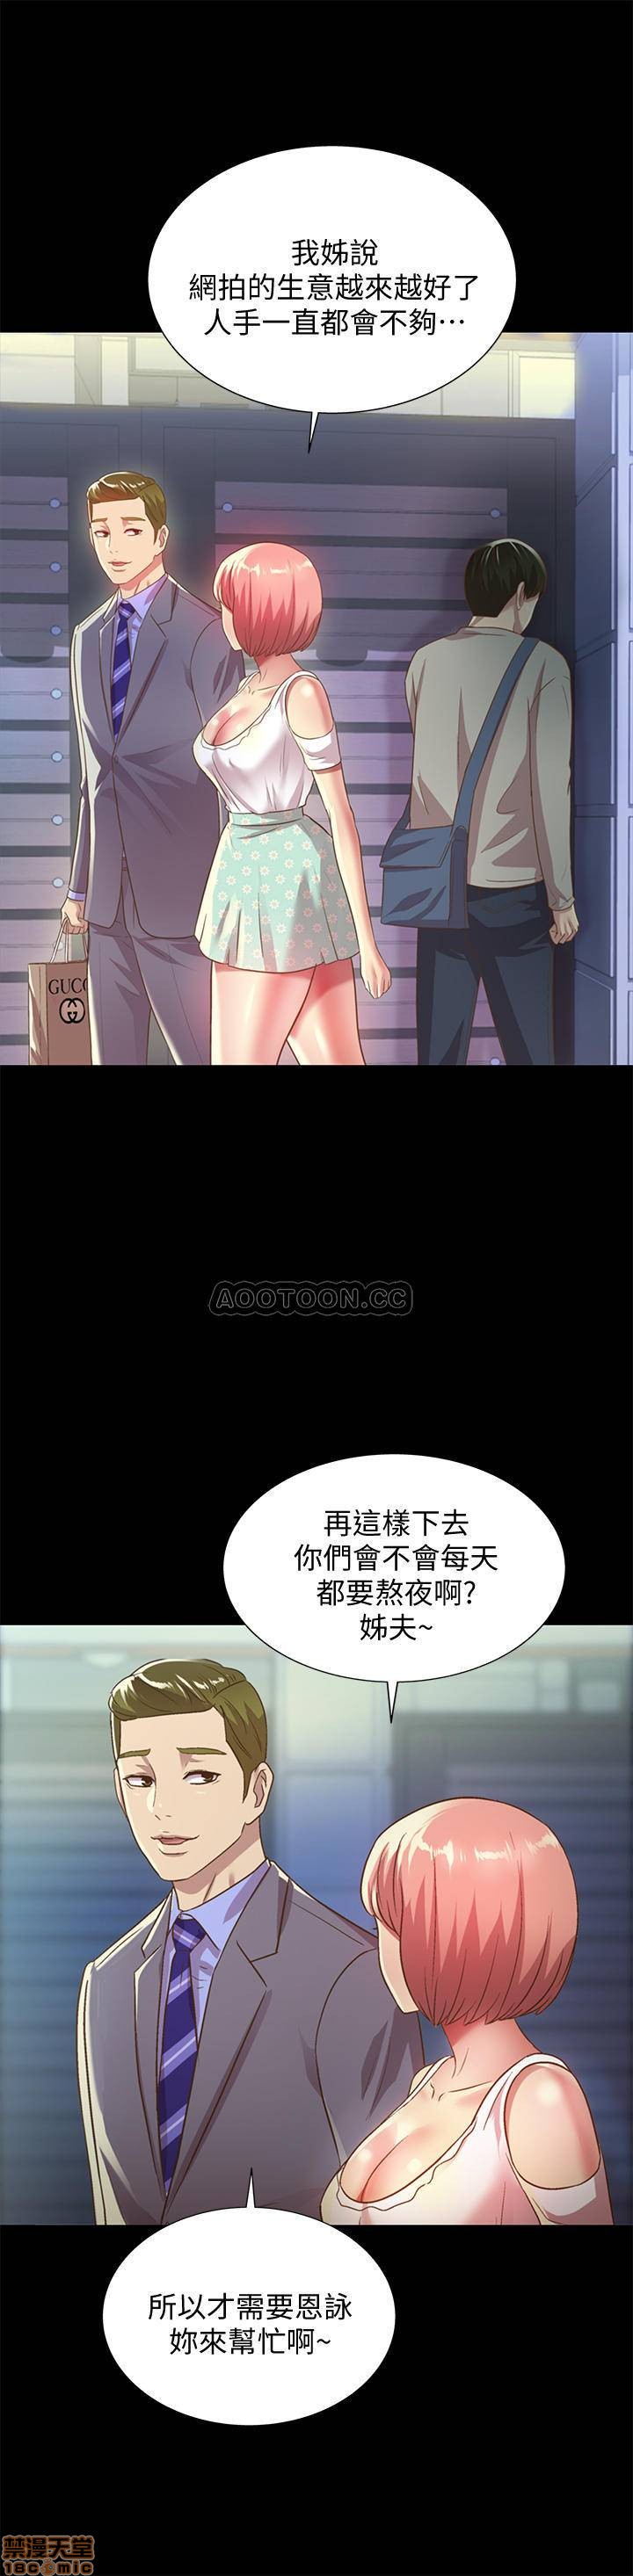 我姊說
網拍的生意越來越好了
人手一直都會不夠…
GUCC
AOOTOON.CC
再這樣下去
你們會不會每天
都要熬夜啊?
姊夫~
所以才需要恩詠
妳來幫忙啊~
禁漫天堂
18comic